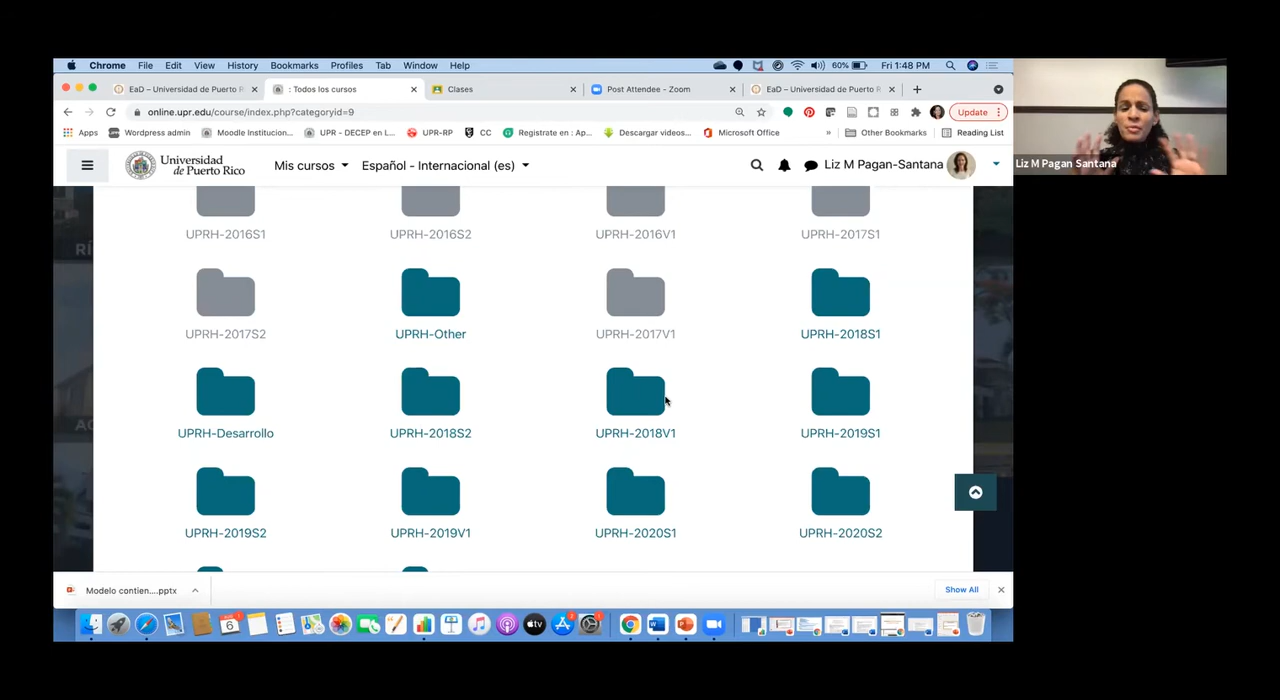 Chrome File Edit View History Bookmarks Profiles Tab Window Help 60% Fri 1:48 PM
EaD – Universidad de Puerto R : Todos los cursos Clases Post Attendee - Zoom EaD – Universidad de Puerto R
online.upr.edu/course/index.php?categoryid=9 Update
Apps Wordpress admin Moodle Institucion... UPR - DECEP en L... UPR-RP CC Registrate en : Ap... Descargar videos... Microsoft Office » Other Bookmarks Reading List
Universidad de Puerto Rico Mis cursos Español - Internacional (es) Liz M Pagan-Santana
Liz M Pagan Santana
UPRH-2016S1 UPRH-2016S2 UPRH-2016V1 UPRH-2017S1
UPRH-2017S2 UPRH-Other UPRH-2017V1 UPRH-2018S1
UPRH-Desarrollo UPRH-2018S2 UPRH-2018V1 UPRH-2019S1
UPRH-2019S2 UPRH-2019V1 UPRH-2020S1 UPRH-2020S2
Modelo contien....pptx Show All
6 tv